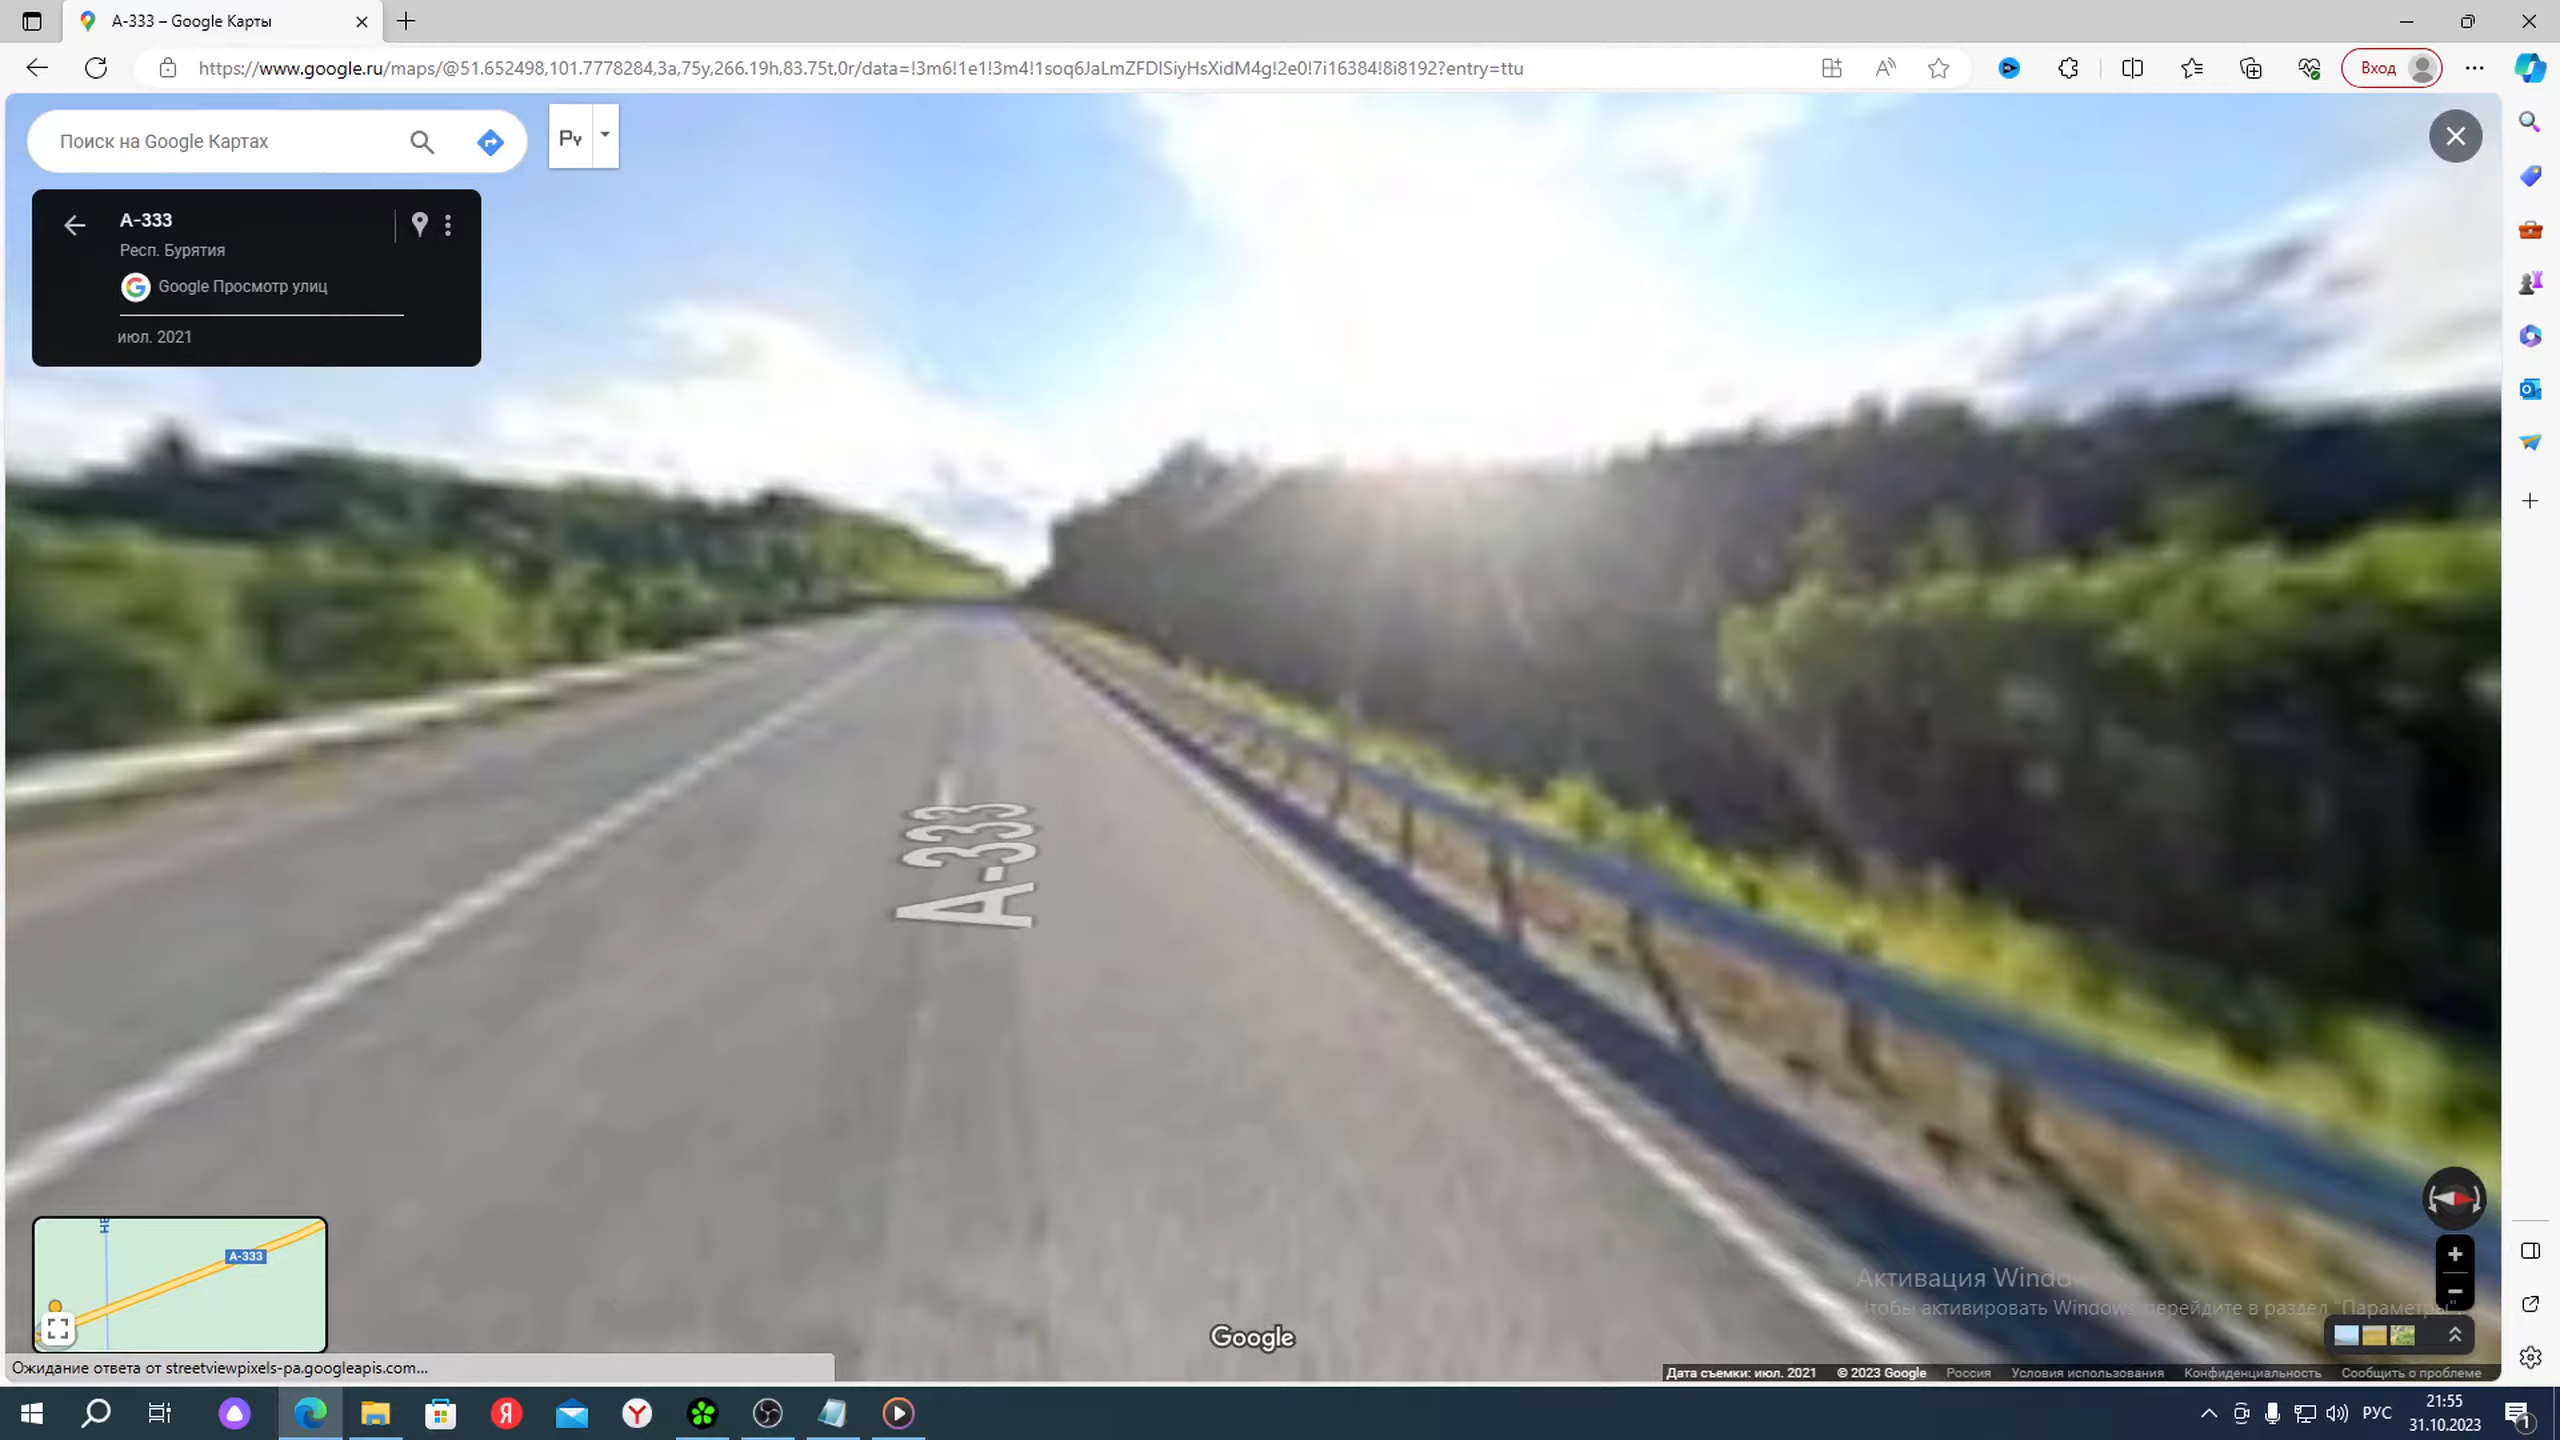 А-333 – Google Карты
https://www.google.ru/maps/@51.652498,101.7778284,3a,75y,266.19h,83.75t,0r/data=!3m6!1e1!3m4!1soq6JaLmZFDlSiyHsXidM4g!2e0!7i16384!8i8192?entry=ttu
Вход
Поиск на Google Картах
Ру
А-333
Респ. Бурятия
Google Просмотр улиц
июл. 2021
А-333
А-333
Активация Windows
Чтобы активировать Windows, перейдите в раздел "Параметры".
Google
Ожидание ответа от streetviewpixels-pa.googleapis.com...
Дата съемки: июл. 2021 © 2023 Google Россия Условия использования Конфиденциальность Сообщить о проблеме
РУС
21:55
31.10.2023
1